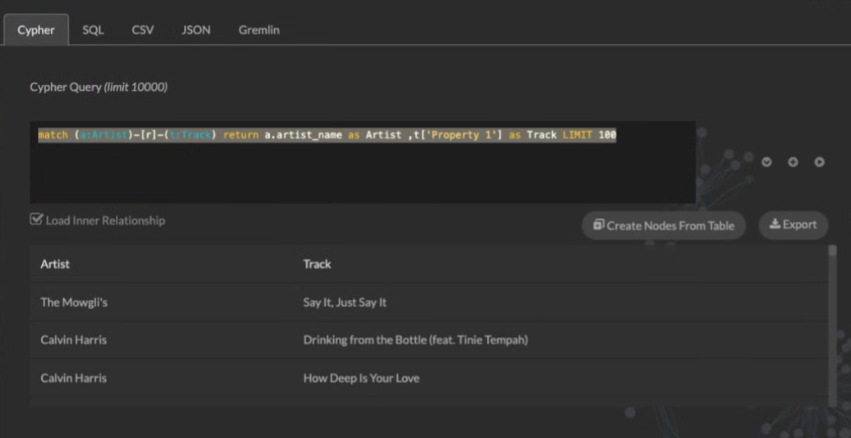 Cypher SQL CSV JSON Gremlin
Cypher Query (limit 10000)
match (a:Artist)-[r]-(t:Track) return a.artist_name as Artist ,t['Property 1'] as Track LIMIT 100
Load Inner Relationship
Create Nodes From Table Export
Artist Track
The Mowgli's Say It, Just Say It
Calvin Harris Drinking from the Bottle (feat. Tinie Tempah)
Calvin Harris How Deep Is Your Love